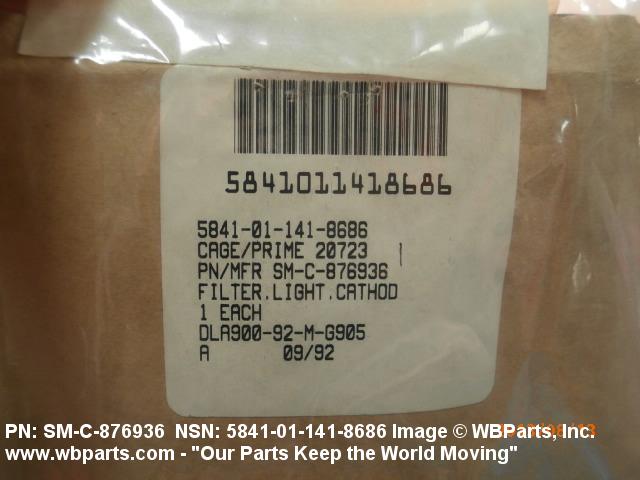 5841011418686
5841-01-141-8686
CAGE/PRIME 20723
PN/MFR SM-C-876936
FILTER.LIGHT.CATHOD
1 EACH
DLA900-92-M-G905
A 09/92
PN: SM-C-876936 NSN: 5841-01-141-8686 Image © WBParts, Inc.
www.wbparts.com - "Our Parts Keep the World Moving"